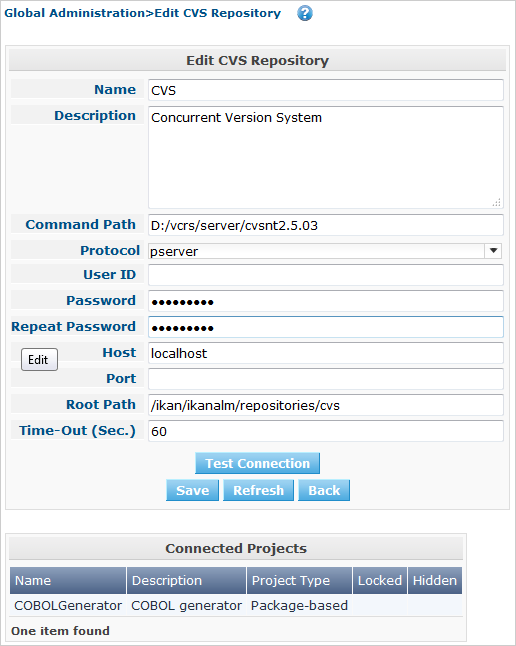 Global Administration>Edit CVS Repository ?
Edit CVS Repository
Name CVS
Description Concurrent Version System
Command Path D:/vcrs/server/cvsnt2.5.03
Protocol pserver
User ID
Password •••••••••
Repeat Password •••••••••
Host localhost
Edit
Port
Root Path /ikan/ikanalm/repositories/cvs
Time-Out (Sec.) 60
Test Connection
Save Refresh Back
Connected Projects
Name Description Project Type Locked Hidden
COBOLGenerator COBOL generator Package-based
One item found